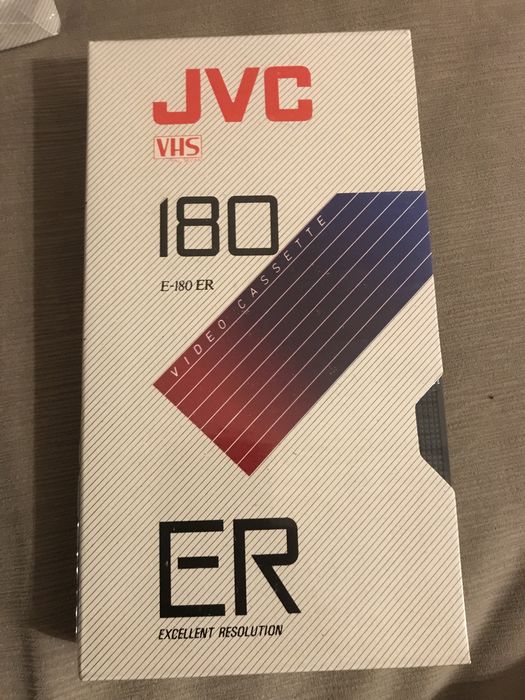 JVC
VHS
180
E-180 ER
VIDEO CASSETTE
ER
EXCELLENT RESOLUTION